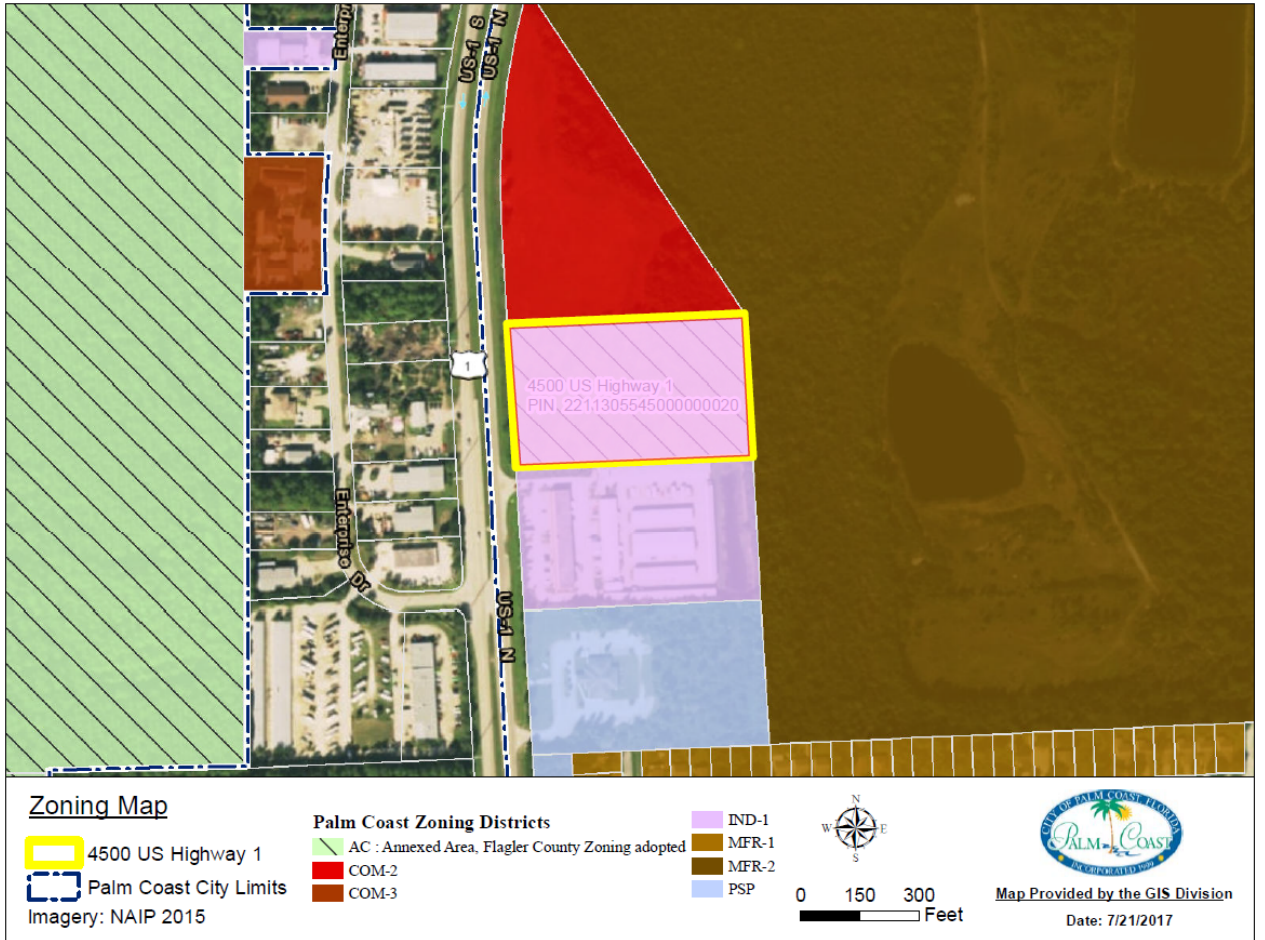 Enterpr
US-1 S
US-1 N
1
4500 US Highway 1
PIN 2211305545000000020
Enterprise Dr
US-1 N
Zoning Map
4500 US Highway 1
Palm Coast City Limits
Imagery: NAIP 2015
Palm Coast Zoning Districts
AC : Annexed Area, Flagler County Zoning adopted
COM-2
COM-3
IND-1
MFR-1
MFR-2
PSP
N
W E
S
0 150 300
Feet
CITY OF PALM COAST, FLORIDA
PALM COAST
INCORPORATED 1999
Map Provided by the GIS Division
Date: 7/21/2017